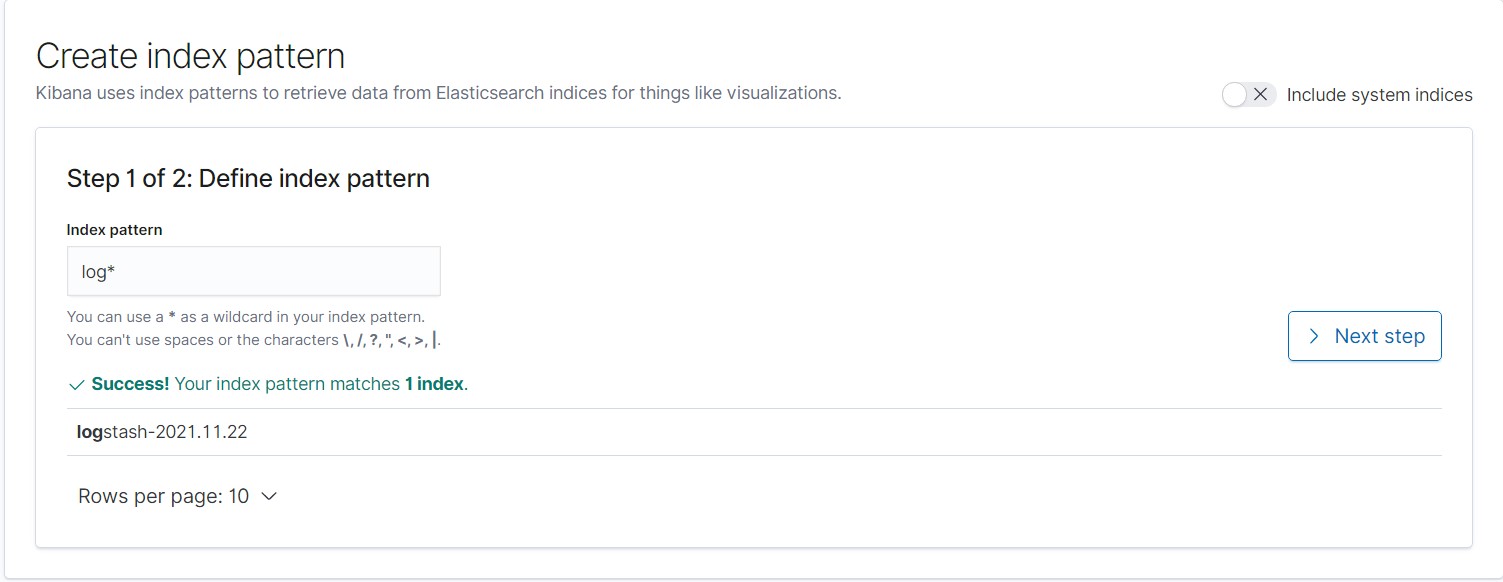 Create index pattern
Kibana uses index patterns to retrieve data from Elasticsearch indices for things like visualizations.
Include system indices
Step 1 of 2: Define index pattern
Index pattern
log*
You can use a * as a wildcard in your index pattern.
You can't use spaces or the characters \, /, ?, ", <, >, |.
Next step
Success! Your index pattern matches 1 index.
logstash-2021.11.22
Rows per page: 10